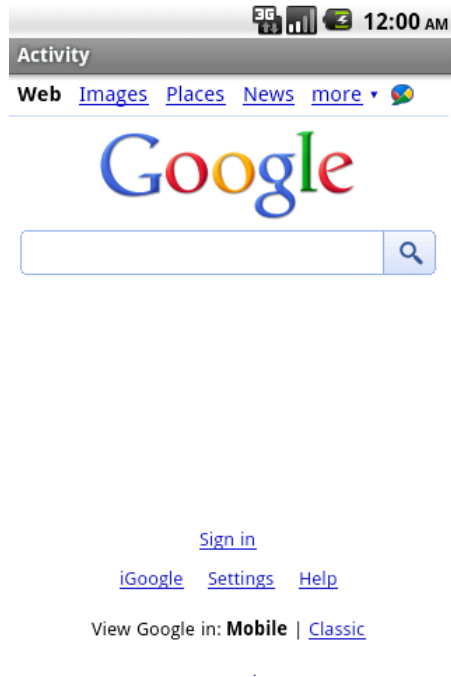 3G 12:00 AM
Activity
Web Images Places News more ▾
Google
Sign in
iGoogle Settings Help
View Google in: Mobile | Classic